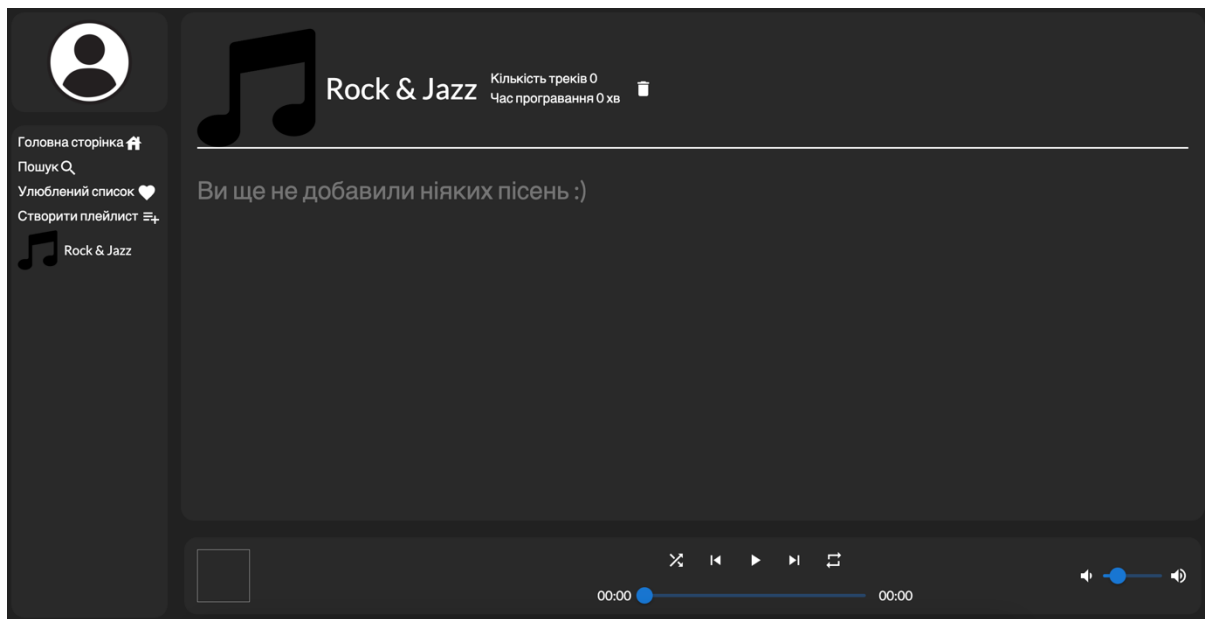 Головна сторінка
Пошук
Улюблений список
Створити плейлист
Rock & Jazz
Rock & Jazz
Кількість треків 0
Час програвання 0 хв
Ви ще не добавили ніяких пісень :)
00:00
00:00